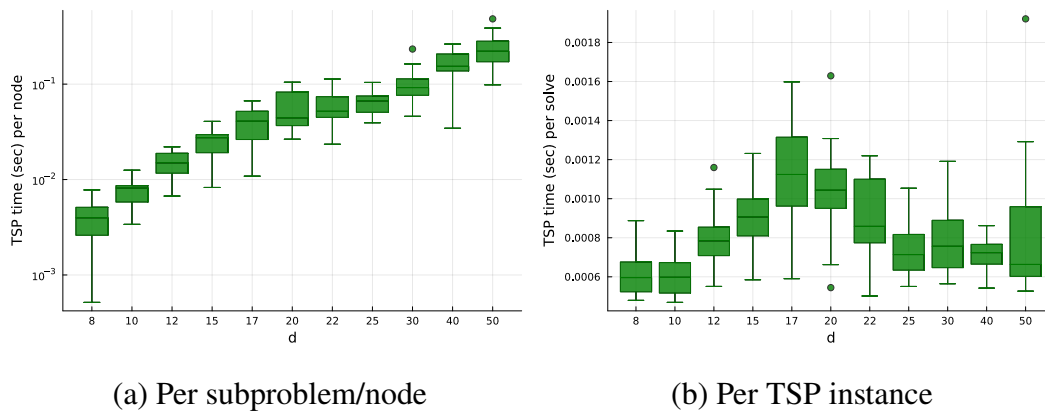 TSP time (sec) per node
10⁻¹
10⁻²
10⁻³
8 10 12 15 17 20 22 25 30 40 50
d
(a) Per subproblem/node
TSP time (sec) per solve
0.0018
0.0016
0.0014
0.0012
0.0010
0.0008
0.0006
8 10 12 15 17 20 22 25 30 40 50
d
(b) Per TSP instance